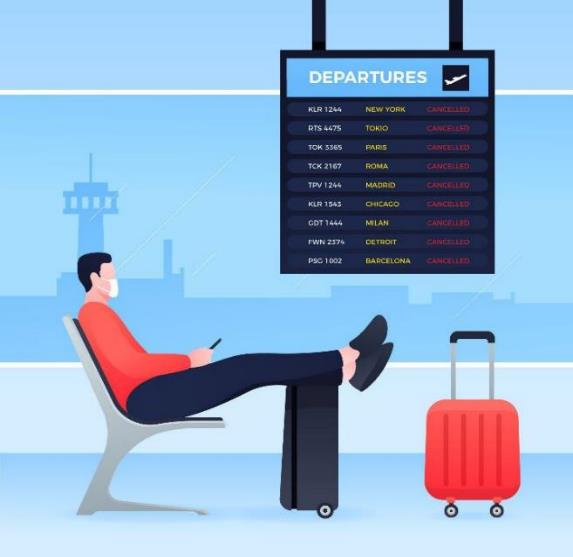 DEPARTURES
KLR 1244 NEW YORK CANCELLED
RTS 4475 TOKIO CANCELLED
TOK 3365 PARIS CANCELLED
TCK 2167 ROMA CANCELLED
TPV 1244 MADRID CANCELLED
KLR 1543 CHICAGO CANCELLED
GDT 1444 MILAN CANCELLED
FWN 2374 DETROIT CANCELLED
PSG 1002 BARCELONA CANCELLED